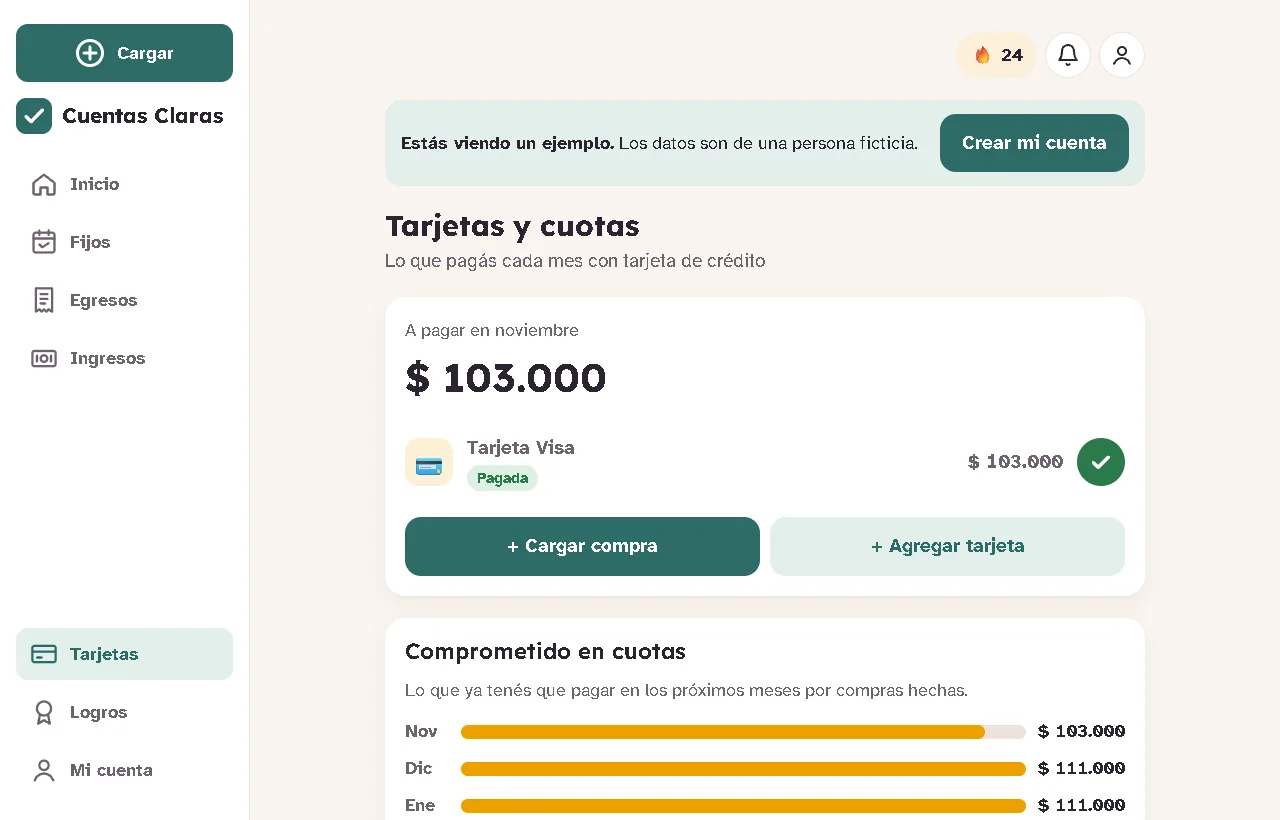 Cargar
Cuentas Claras
Inicio
Fijos
Egresos
Ingresos
Tarjetas
Logros
Mi cuenta
24
Estás viendo un ejemplo. Los datos son de una persona ficticia.
Crear mi cuenta
Tarjetas y cuotas
Lo que pagás cada mes con tarjeta de crédito
A pagar en noviembre
$ 103.000
Tarjeta Visa
Pagada
$ 103.000
+ Cargar compra
+ Agregar tarjeta
Comprometido en cuotas
Lo que ya tenés que pagar en los próximos meses por compras hechas.
Nov $ 103.000
Dic $ 111.000
Ene $ 111.000